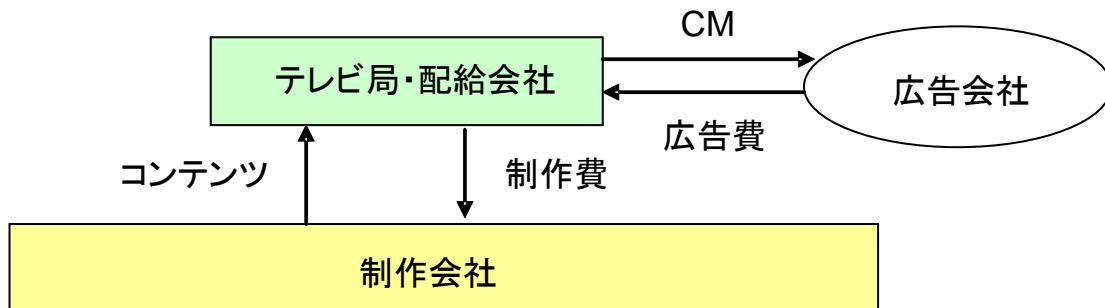 CM
テレビ局・配給会社
広告会社
広告費
コンテンツ
制作費
制作会社